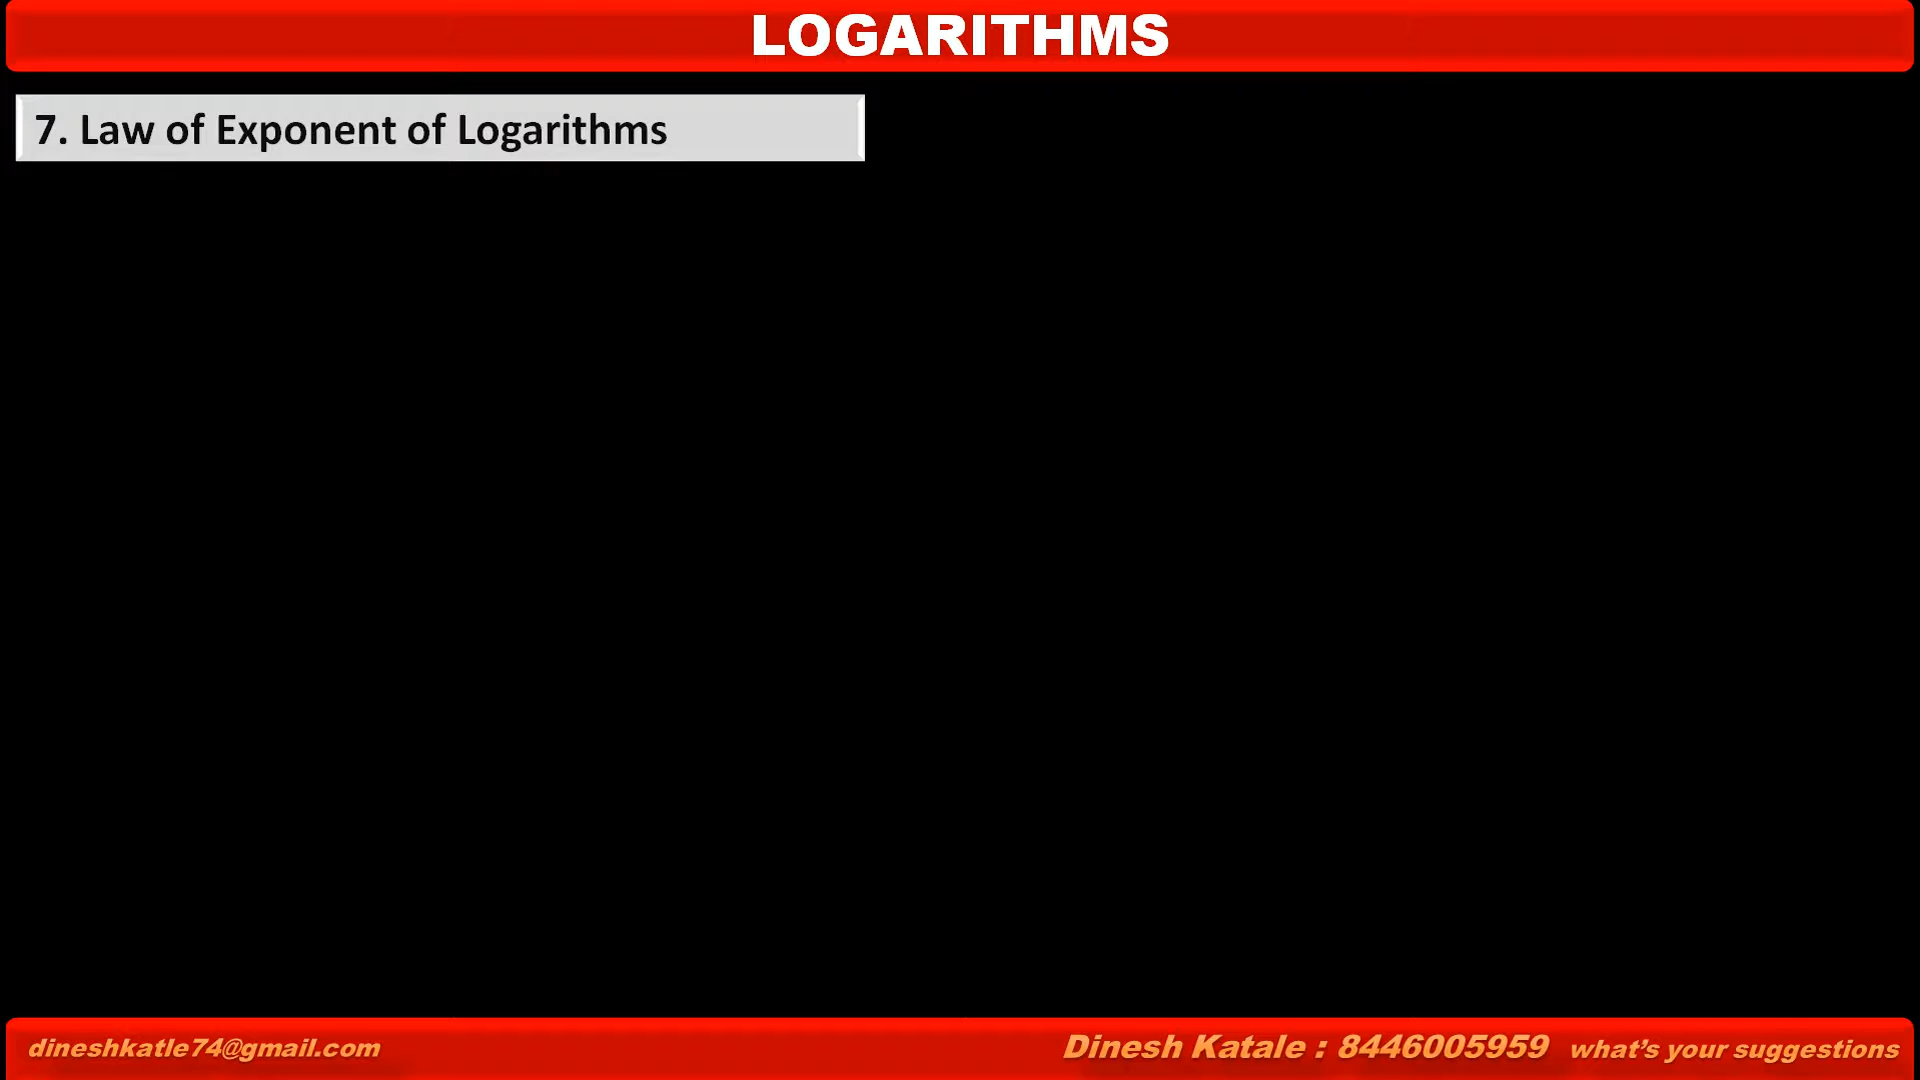 LOGARITHMS
7. Law of Exponent of Logarithms
dineshkatle74@gmail.com Dinesh Katale : 8446005959 what's your suggestions